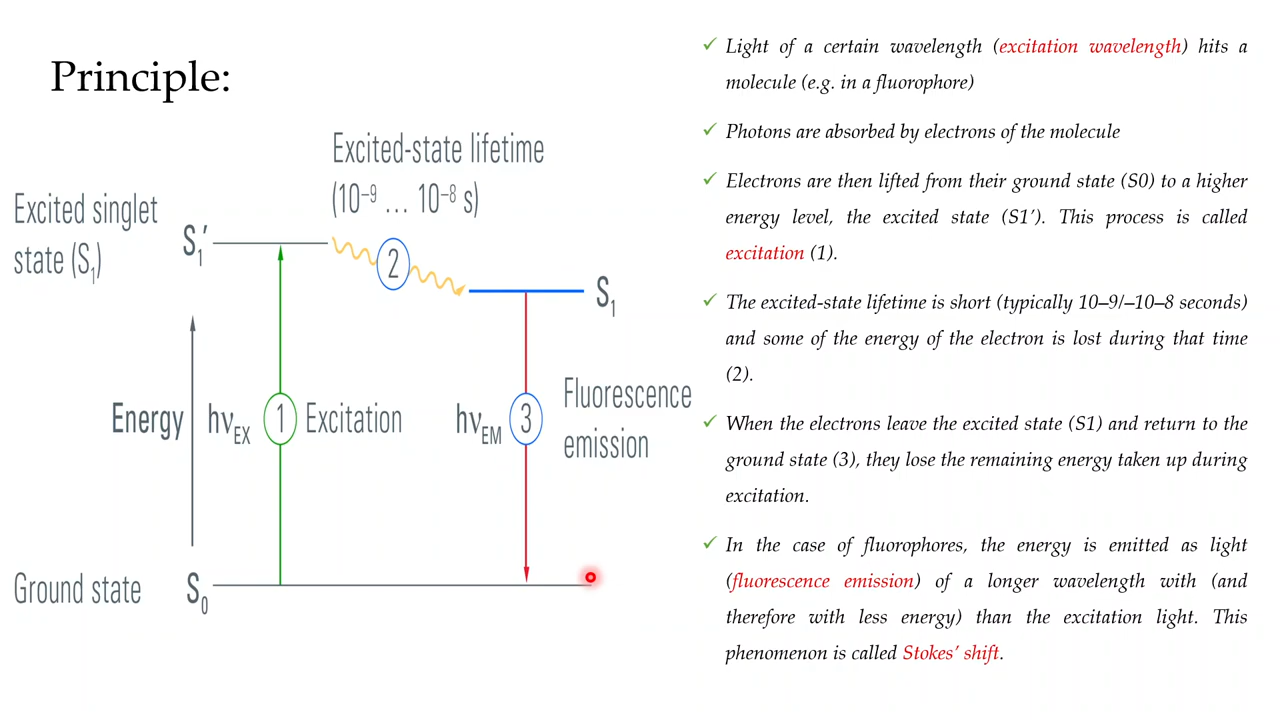 Principle:
Excited-state lifetime
(10⁻⁹ … 10⁻⁸ s)
Excited singlet
state (S₁)
S₁′
2
S₁
Energy
hν_EX
1
Excitation
hν_EM
3
Fluorescence
emission
Ground state
S₀
✓ Light of a certain wavelength (excitation wavelength) hits a
molecule (e.g. in a fluorophore)
✓ Photons are absorbed by electrons of the molecule
✓ Electrons are then lifted from their ground state (S0) to a higher
energy level, the excited state (S1’). This process is called
excitation (1).
✓ The excited-state lifetime is short (typically 10–9/–10–8 seconds)
and some of the energy of the electron is lost during that time
(2).
✓ When the electrons leave the excited state (S1) and return to the
ground state (3), they lose the remaining energy taken up during
excitation.
✓ In the case of fluorophores, the energy is emitted as light
(fluorescence emission) of a longer wavelength with (and
therefore with less energy) than the excitation light. This
phenomenon is called Stokes’ shift.